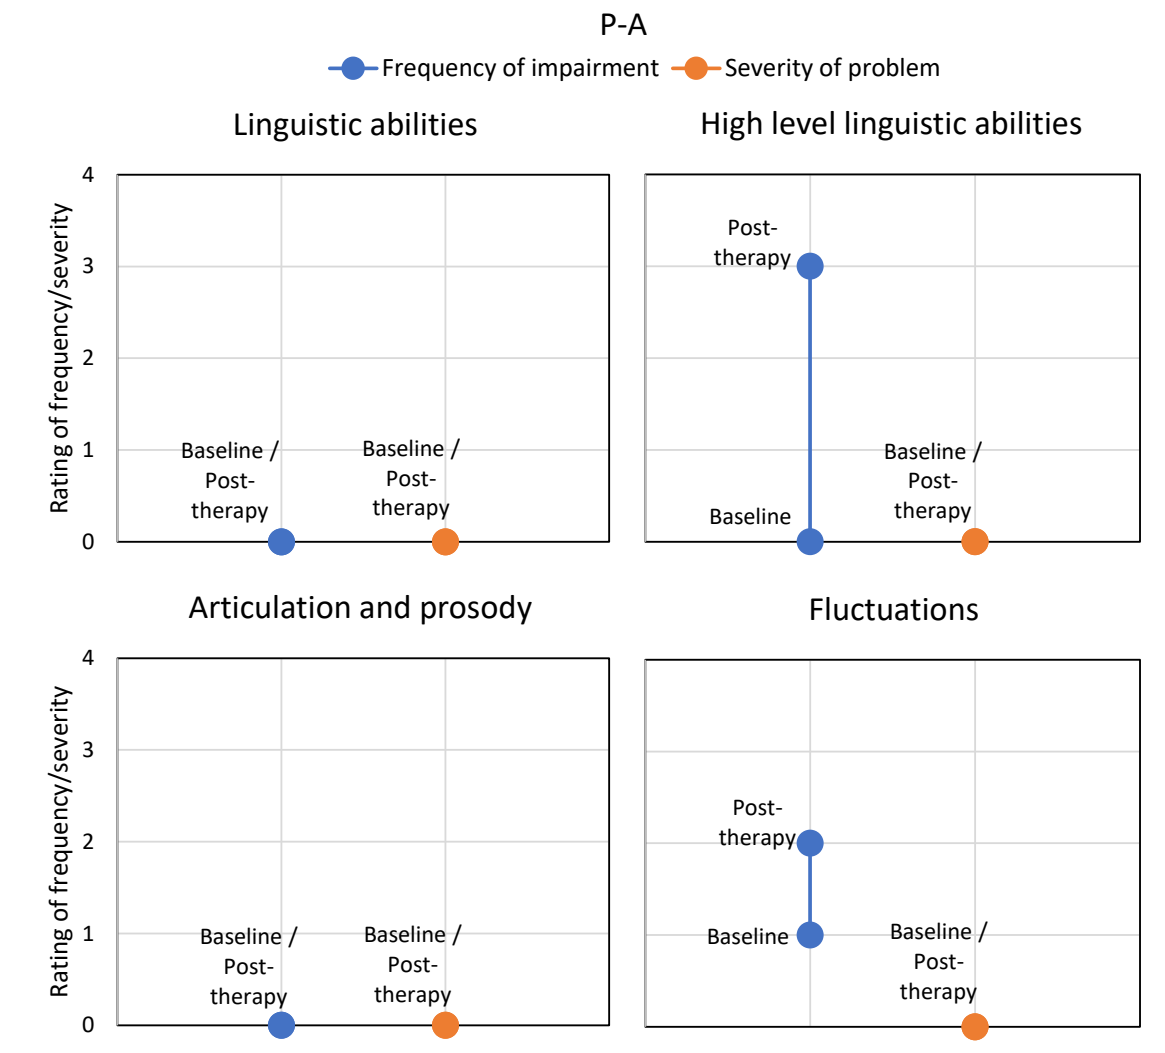 P-A
Frequency of impairment
Severity of problem
Linguistic abilities
Rating of frequency/severity
4
3
2
1
0
Baseline /
Post-
therapy
Baseline /
Post-
therapy
High level linguistic abilities
Post-
therapy
Baseline
Baseline /
Post-
therapy
Articulation and prosody
Rating of frequency/severity
4
3
2
1
0
Baseline /
Post-
therapy
Baseline /
Post-
therapy
Fluctuations
Post-
therapy
Baseline
Baseline /
Post-
therapy